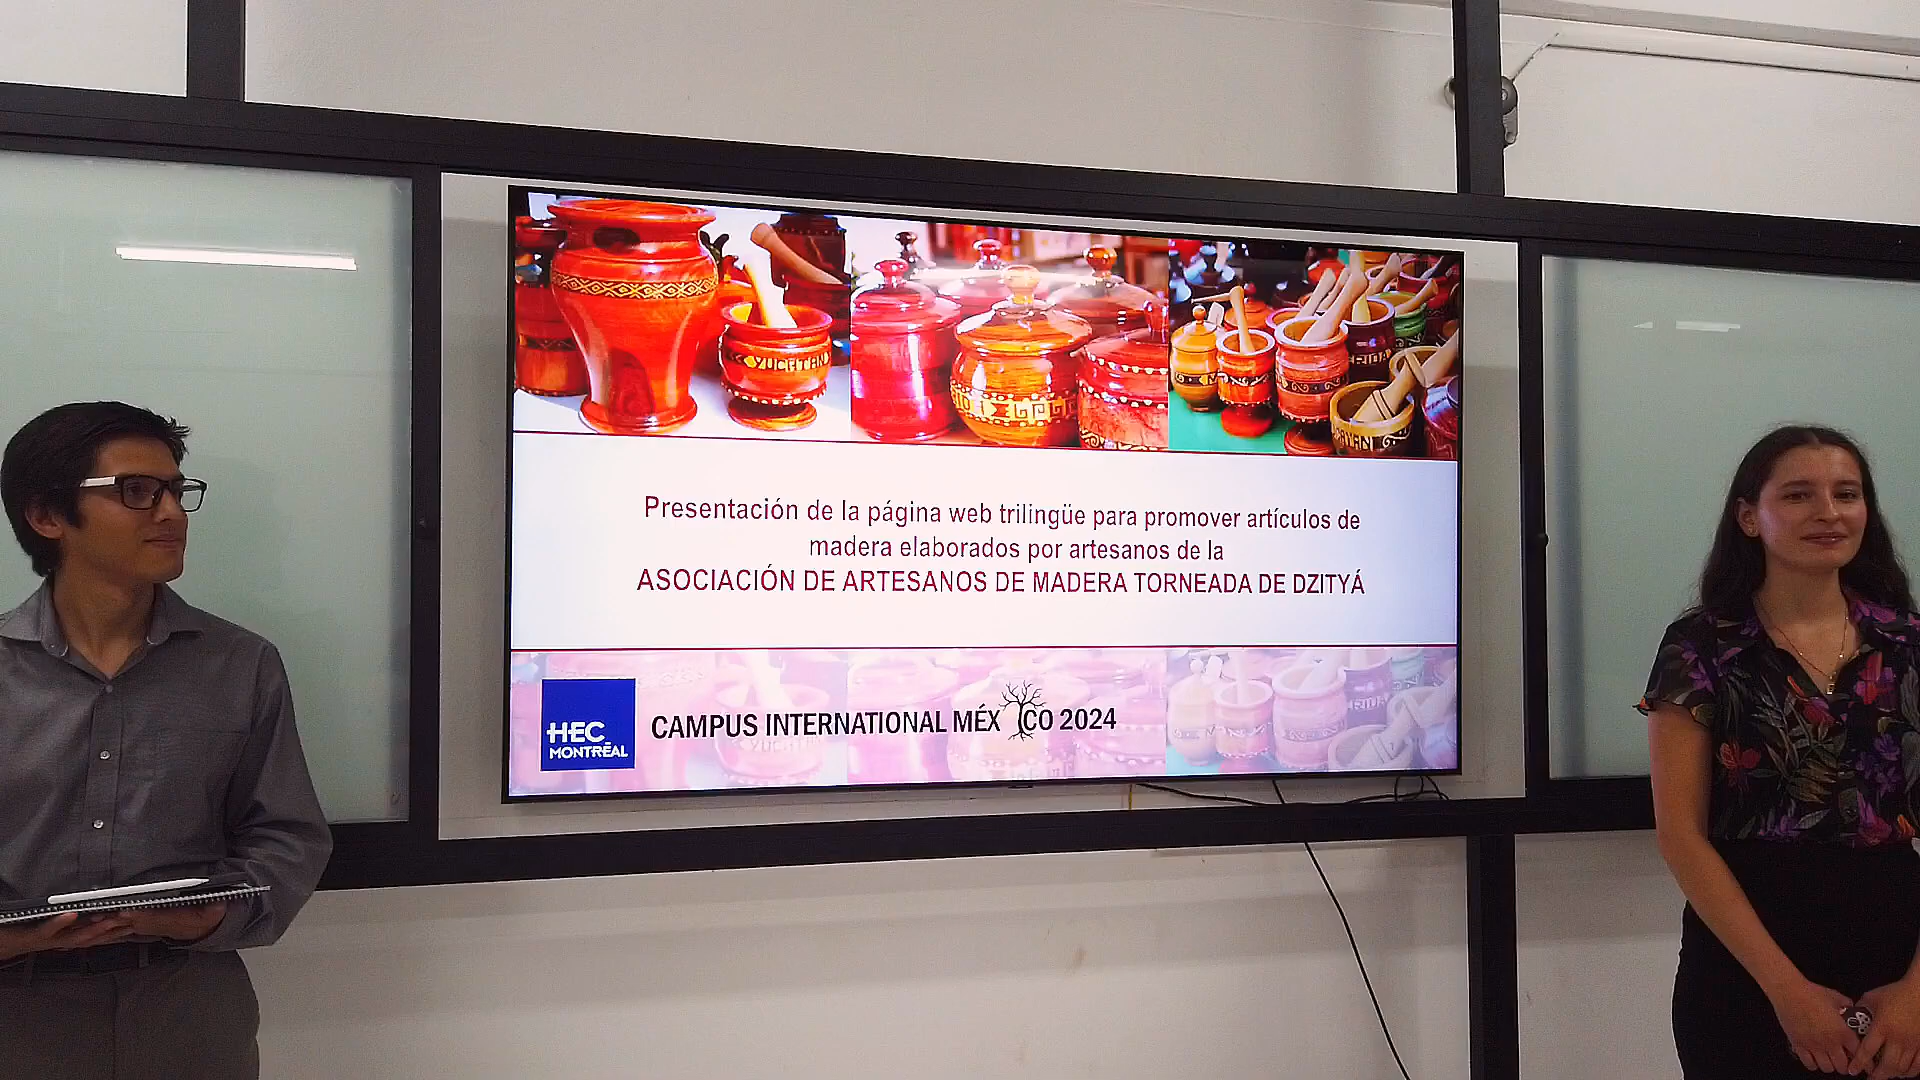 YUCATAN
Presentación de la página web trilingüe para promover artículos de
madera elaborados por artesanos de la
ASOCIACIÓN DE ARTESANOS DE MADERA TORNEADA DE DZITYÁ
HEC
MONTRĒAL
CAMPUS INTERNATIONAL MÉXICO 2024